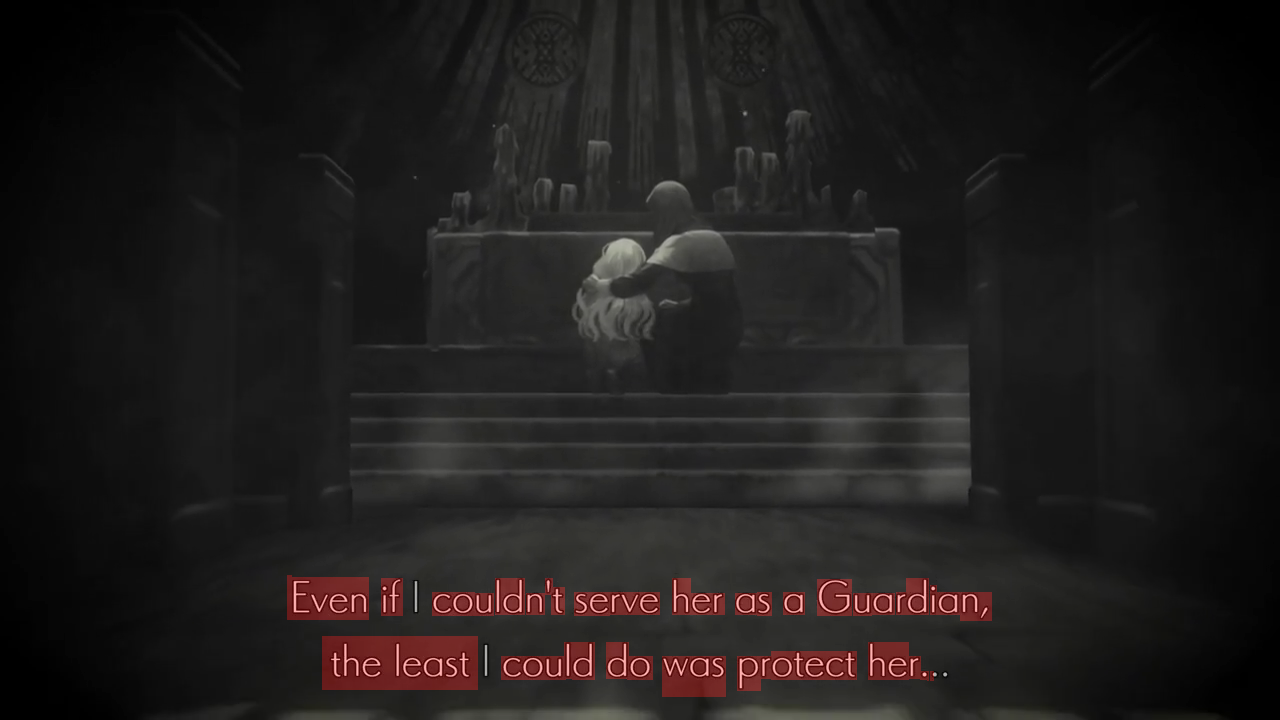 Even if I couldn't serve her as a Guardian,
the least I could do was protect her...